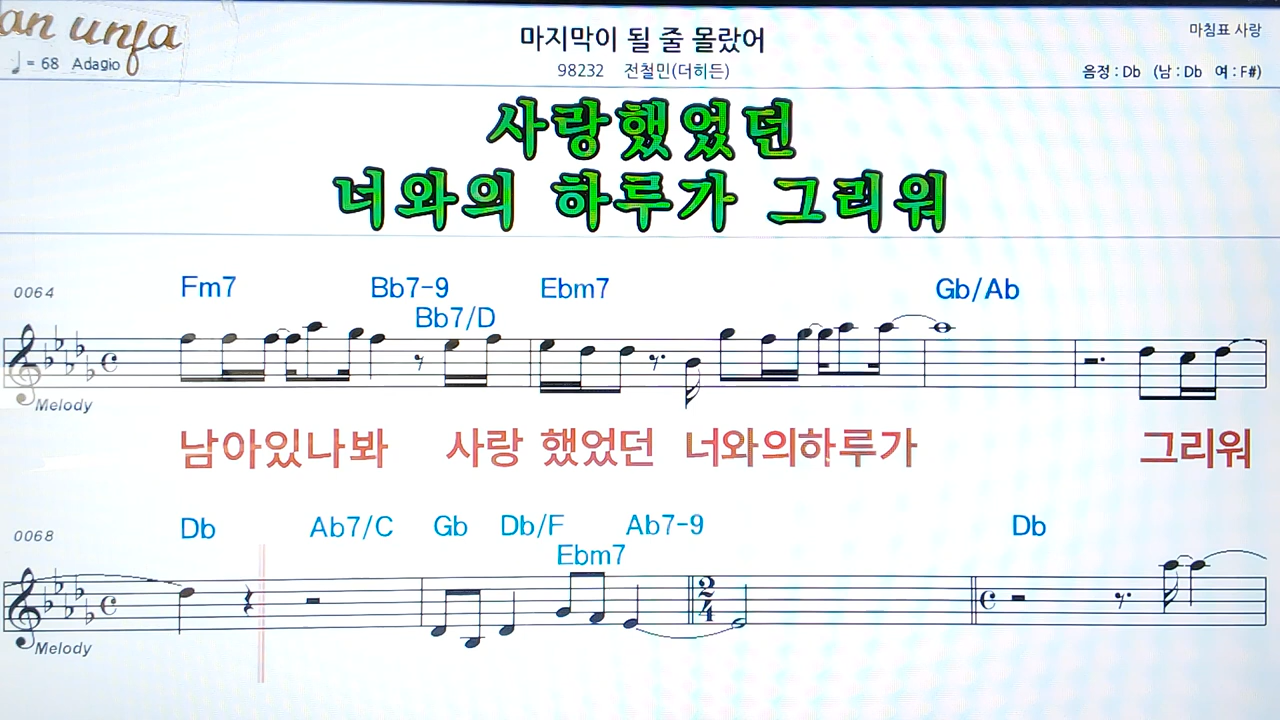 an unja
마지막이 될 줄 몰랐어
마침표 사랑
♩ = 68 Adagio
98232 전철민(더히든)
음정 : Db (남 : Db 여 : F#)
사랑했었던
너와의 하루가 그리워
0064 Fm7 Bb7-9 Ebm7 Gb/Ab
Bb7/D
Melody
남아있나봐 사랑 했었던 너와의하루가 그리워
0068 Db Ab7/C Gb Db/F Ab7-9 Db
Ebm7
2
4
Melody